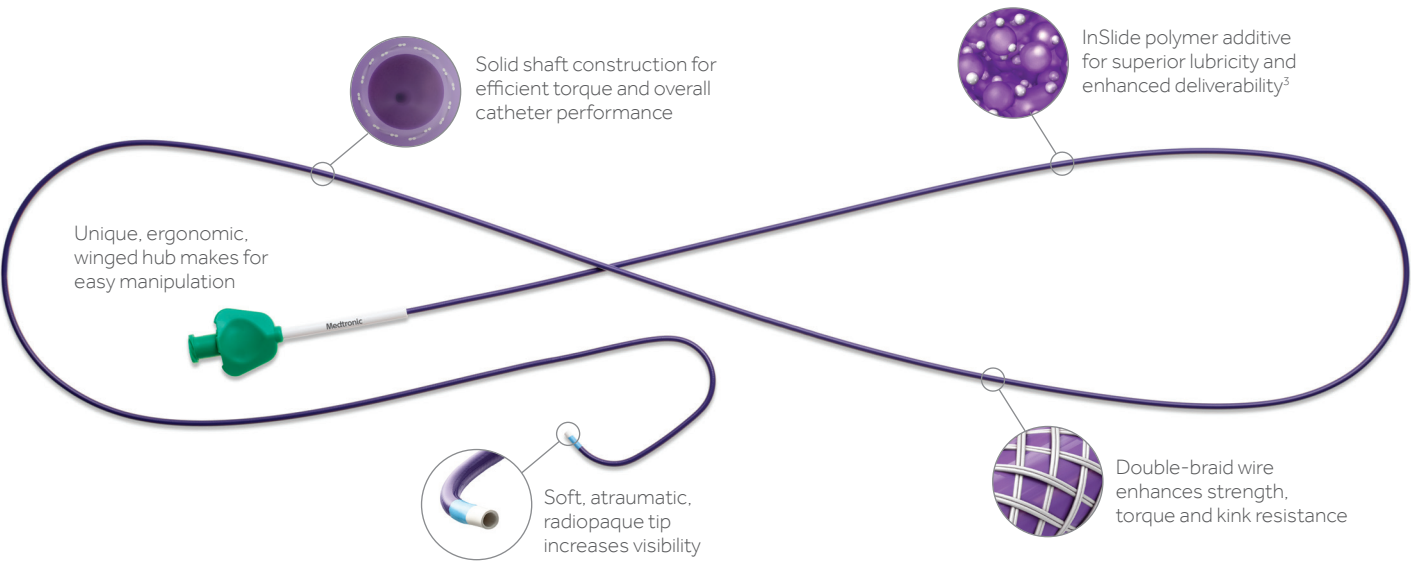 Solid shaft construction for
efficient torque and overall
catheter performance
InSlide polymer additive
for superior lubricity and
enhanced deliverability³
Unique, ergonomic,
winged hub makes for
easy manipulation
Medtronic
Soft, atraumatic,
radiopaque tip
increases visibility
Double-braid wire
enhances strength,
torque and kink resistance